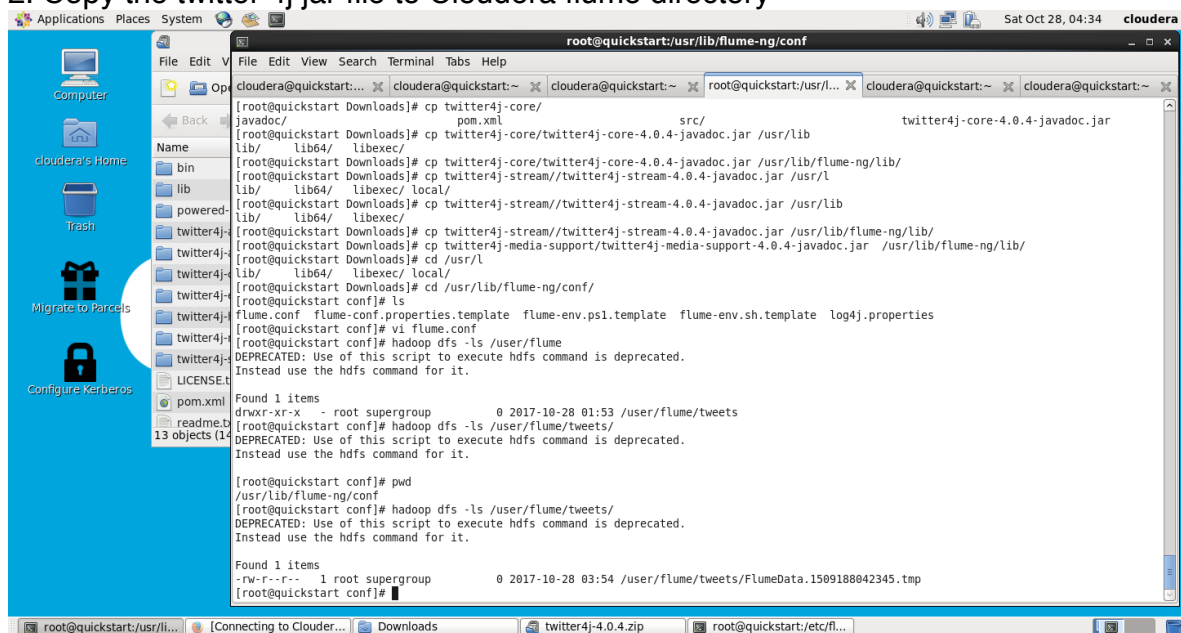 2. Copy the twitter 4j jar file to Cloudera flume directory
Applications Places System
Sat Oct 28, 04:34 cloudera
root@quickstart:/usr/lib/flume-ng/conf
File Edit V
File Edit View Search Terminal Tabs Help
cloudera@quickstart:... cloudera@quickstart:~ cloudera@quickstart:~ root@quickstart:/usr/l... cloudera@quickstart:~ cloudera@quickstart:~
Computer
cloudera's Home
Trash
Migrate to Parcels
Configure Kerberos
Back
Name
bin
lib
powered-
twitter4j-
twitter4j-
twitter4j-
twitter4j-
twitter4j-
twitter4j-
twitter4j-
LICENSE.t
pom.xml
readme.t
13 objects (14
[root@quickstart Downloads]# cp twitter4j-core/
javadoc/ pom.xml src/ twitter4j-core-4.0.4-javadoc.jar
[root@quickstart Downloads]# cp twitter4j-core/twitter4j-core-4.0.4-javadoc.jar /usr/lib
lib/ lib64/ libexec/
[root@quickstart Downloads]# cp twitter4j-core/twitter4j-core-4.0.4-javadoc.jar /usr/lib/flume-ng/lib/
[root@quickstart Downloads]# cp twitter4j-stream//twitter4j-stream-4.0.4-javadoc.jar /usr/l
lib/ lib64/ libexec/ local/
[root@quickstart Downloads]# cp twitter4j-stream//twitter4j-stream-4.0.4-javadoc.jar /usr/lib
lib/ lib64/ libexec/
[root@quickstart Downloads]# cp twitter4j-stream//twitter4j-stream-4.0.4-javadoc.jar /usr/lib/flume-ng/lib/
[root@quickstart Downloads]# cp twitter4j-media-support/twitter4j-media-support-4.0.4-javadoc.jar /usr/lib/flume-ng/lib/
[root@quickstart Downloads]# cd /usr/l
lib/ lib64/ libexec/ local/
[root@quickstart Downloads]# cd /usr/lib/flume-ng/conf/
[root@quickstart conf]# ls
flume.conf flume-conf.properties.template flume-env.ps1.template flume-env.sh.template log4j.properties
[root@quickstart conf]# vi flume.conf
[root@quickstart conf]# hadoop dfs -ls /user/flume
DEPRECATED: Use of this script to execute hdfs command is deprecated.
Instead use the hdfs command for it.
Found 1 items
drwxr-xr-x - root supergroup 0 2017-10-28 01:53 /user/flume/tweets
[root@quickstart conf]# hadoop dfs -ls /user/flume/tweets/
DEPRECATED: Use of this script to execute hdfs command is deprecated.
Instead use the hdfs command for it.
[root@quickstart conf]# pwd
/usr/lib/flume-ng/conf
[root@quickstart conf]# hadoop dfs -ls /user/flume/tweets/
DEPRECATED: Use of this script to execute hdfs command is deprecated.
Instead use the hdfs command for it.
Found 1 items
-rw-r--r-- 1 root supergroup 0 2017-10-28 03:54 /user/flume/tweets/FlumeData.1509188042345.tmp
[root@quickstart conf]#
root@quickstart:/usr/li... [Connecting to Clouder... Downloads twitter4j-4.0.4.zip root@quickstart:/etc/fl...